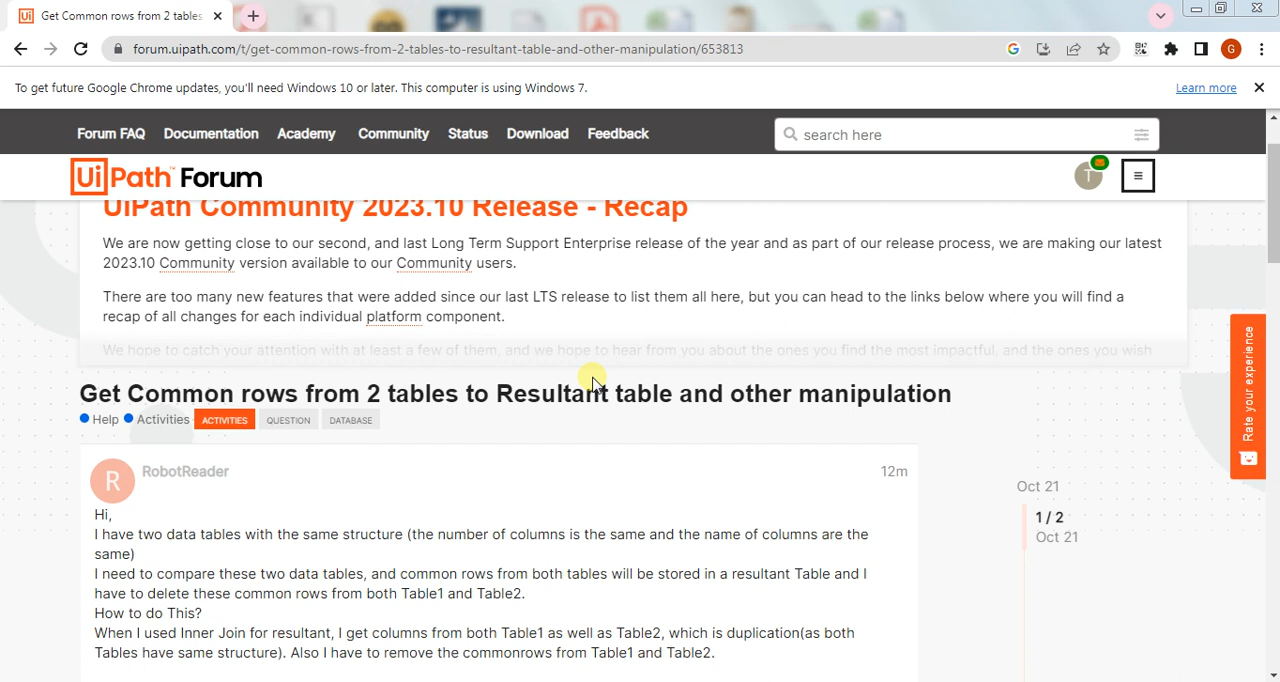 Get Common rows from 2 tables
forum.uipath.com/t/get-common-rows-from-2-tables-to-resultant-table-and-other-manipulation/653813
G
To get future Google Chrome updates, you'll need Windows 10 or later. This computer is using Windows 7.
Learn more
Forum FAQ Documentation Academy Community Status Download Feedback
search here
UiPath™ Forum
T
UiPath Community 2023.10 Release - Recap
We are now getting close to our second, and last Long Term Support Enterprise release of the year and as part of our release process, we are making our latest
2023.10 Community version available to our Community users.
There are too many new features that were added since our last LTS release to list them all here, but you can head to the links below where you will find a
recap of all changes for each individual platform component.
We hope to catch your attention with at least a few of them, and we hope to hear from you about the ones you find the most impactful, and the ones you wish
Rate your experience
Get Common rows from 2 tables to Resultant table and other manipulation
Help Activities ACTIVITIES QUESTION DATABASE
R
RobotReader
12m
Hi,
I have two data tables with the same structure (the number of columns is the same and the name of columns are the
same)
I need to compare these two data tables, and common rows from both tables will be stored in a resultant Table and I
have to delete these common rows from both Table1 and Table2.
How to do This?
When I used Inner Join for resultant, I get columns from both Table1 as well as Table2, which is duplication(as both
Tables have same structure). Also I have to remove the commonrows from Table1 and Table2.
Oct 21
1 / 2
Oct 21